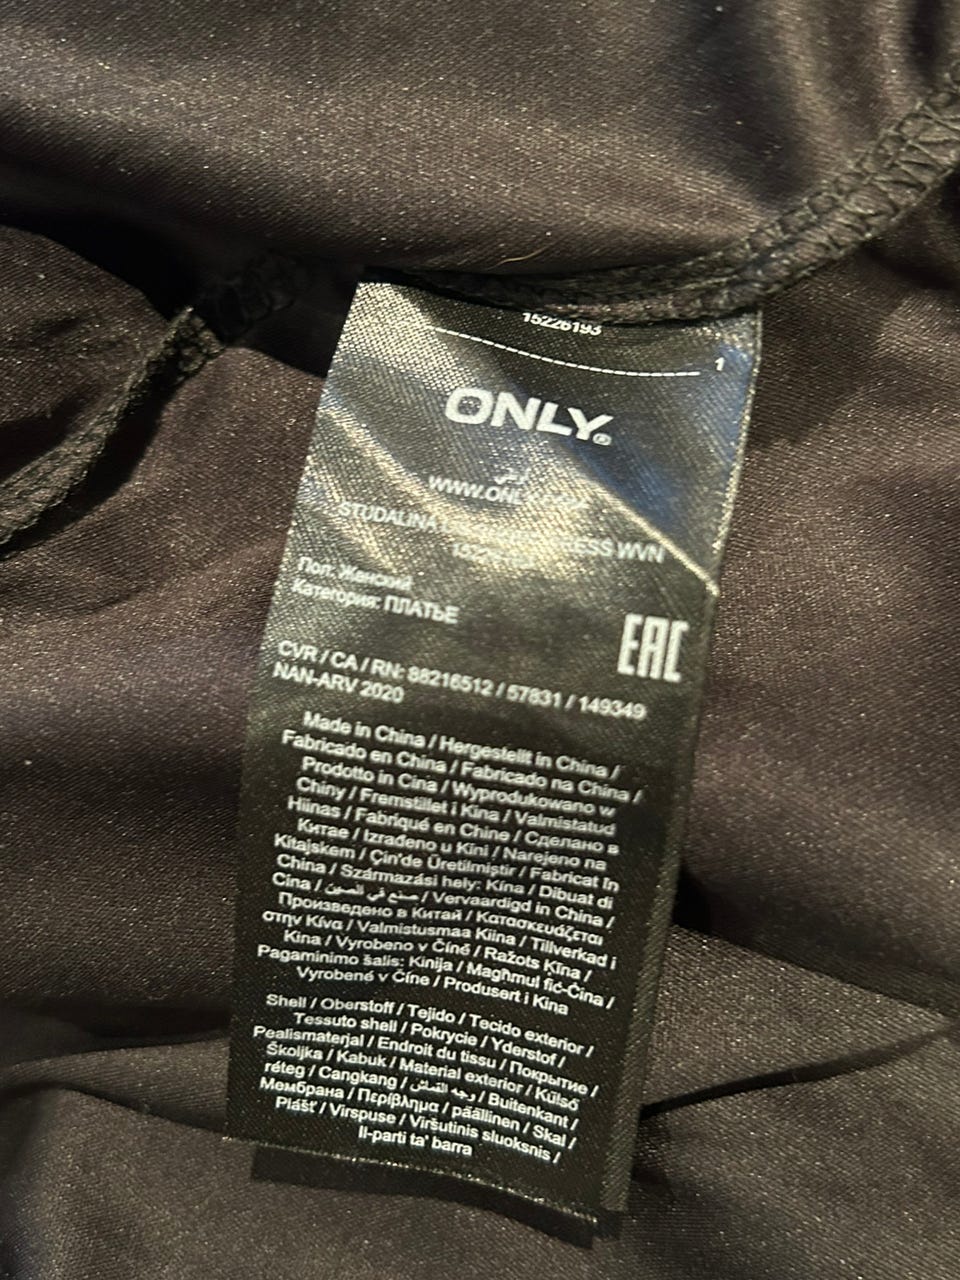 15226193
1
ONLY®
أونلي
STUDALINA DRESS WVN
Пол: Женский
Категория: ПЛАТЬЕ
EAC
CVR / CA / RN: 88216512 / 57831 / 149349
NAN-ARV 2020
Made in China / Hergestellt in China /
Fabricado en China / Fabricado na China /
Prodotto in Cina / Wyprodukowano w
Chiny / Fremstillet i Kina / Valmistatud
Hiinas / Fabriqué en Chine / Сделано в
Китае / Izrađeno u Kini / Narejeno na
Kitajskem / Çin'de Üretilmiştir / Fabricat în
China / Származási hely: Kína / Dibuat di
Cina / صنع في الصين / Vervaardigd in China /
Произведено в Китай / Κατασκευάζεται
στην Κίνα / Valmistusmaa Kiina / Tillverkad i
Kina / Vyrobeno v Číně / Ražots Ķīna /
Pagaminimo šalis: Kinija / Magħmul fiċ-Ċina /
Vyrobené v Číne / Produsert i Kina
Shell / Oberstoff / Tejido / Tecido exterior /
Tessuto shell / Pokrycie / Yderstof /
Pealismaterjal / Endroit du tissu / Покрытие /
Školjka / Kabuk / Material exterior / Külső
réteg / Cangkang / وجه القماش / Buitenkant /
Мембрана / Περίβλημα / päällinen / Skal /
Plášť / Virspuse / Viršutinis sluoksnis /
Il-parti ta' barra